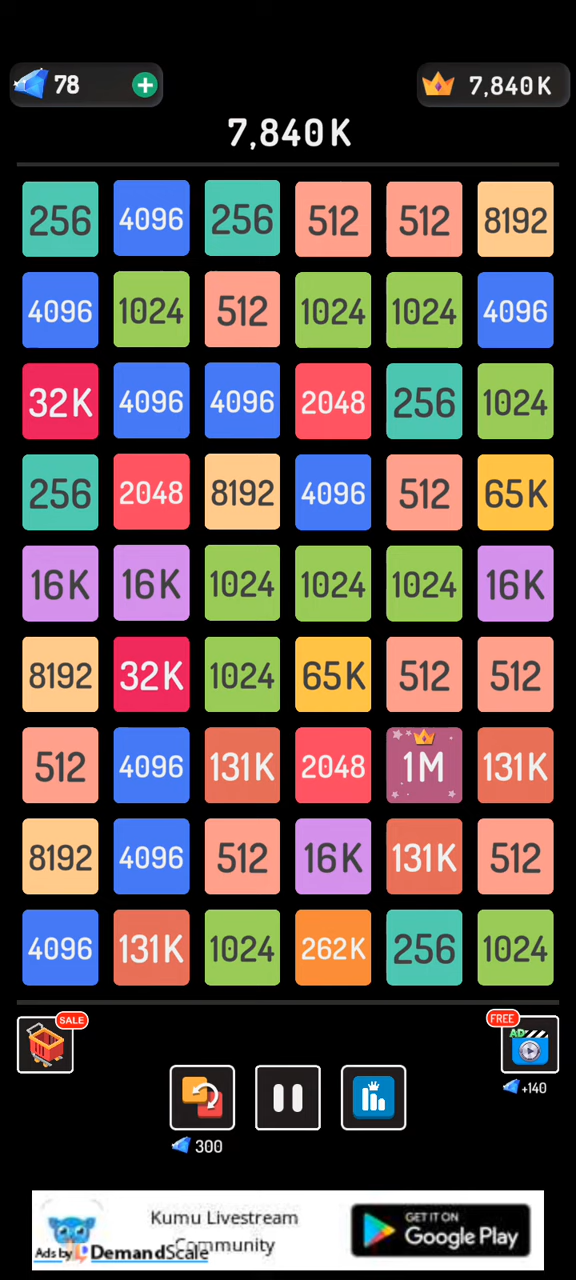 78
7,840K
7,840K
256 4096 256 512 512 8192
4096 1024 512 1024 1024 4096
32K 4096 4096 2048 256 1024
256 2048 8192 4096 512 65K
16K 16K 1024 1024 1024 16K
8192 32K 1024 65K 512 512
512 4096 131K 2048 1M 131K
8192 4096 512 16K 131K 512
4096 131K 1024 262K 256 1024
SALE
FREE
AD
+140
300
Kumu Livestream
Community
Ads by DemandScale
GET IT ON
Google Play